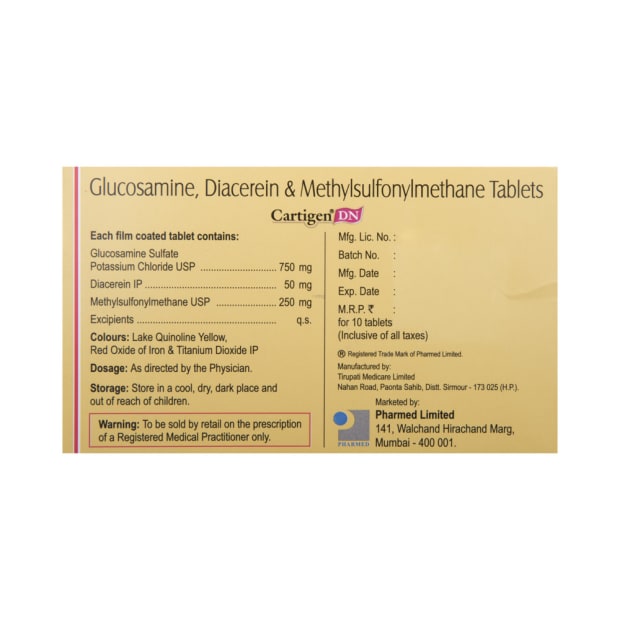 Glucosamine, Diacerein & Methylsulfonylmethane Tablets
Cartigen® DN
Each film coated tablet contains:
Glucosamine Sulfate
Potassium Chloride USP ............................ 750 mg
Diacerein IP ................................................ 50 mg
Methylsulfonylmethane USP ..................... 250 mg
Excipients ................................................... q.s.
Colours: Lake Quinoline Yellow,
Red Oxide of Iron & Titanium Dioxide IP
Dosage: As directed by the Physician.
Storage: Store in a cool, dry, dark place and
out of reach of children.
Warning: To be sold by retail on the prescription
of a Registered Medical Practitioner only.
Mfg. Lic. No. :
Batch No. :
Mfg. Date :
Exp. Date :
M.R.P. ₹ :
for 10 tablets
(Inclusive of all taxes)
® Registered Trade Mark of Pharmed Limited.
Manufactured by:
Tirupati Medicare Limited
Nahan Road, Paonta Sahib, Distt. Sirmour - 173 025 (H.P.).
Marketed by:
Pharmed Limited
141, Walchand Hirachand Marg,
Mumbai - 400 001.
PHARMED